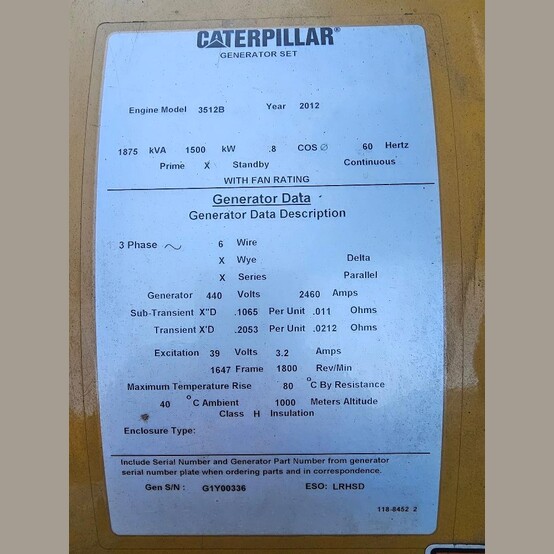 CATERPILLAR®
GENERATOR SET
Engine Model 3512B Year 2012
1875 kVA 1500 kW .8 COS ∅ 60 Hertz
Prime X Standby Continuous
WITH FAN RATING
Generator Data
Generator Data Description
3 Phase ~ 6 Wire
X Wye Delta
X Series Parallel
Generator 440 Volts 2460 Amps
Sub-Transient X"D .1065 Per Unit .011 Ohms
Transient X'D .2053 Per Unit .0212 Ohms
Excitation 39 Volts 3.2 Amps
1647 Frame 1800 Rev/Min
Maximum Temperature Rise 80 °C By Resistance
40 °C Ambient 1000 Meters Altitude
Class H Insulation
Enclosure Type:
Include Serial Number and Generator Part Number from generator
serial number plate when ordering parts and in correspondence.
Gen S/N : G1Y00336 ESO: LRHSD
118-8452 2